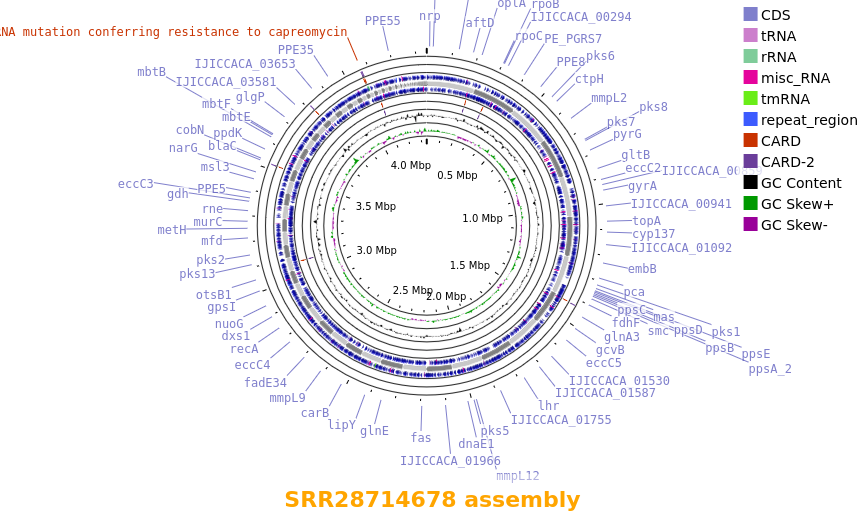 nrp
oplA
rpoB
PPE55
aftD
IJICCACA_00294
NA mutation conferring resistance to capreomycin
rpoC
PE_PGRS7
PPE35
pks6
PPE8
IJICCACA_03653
mbtB
ctpH
IJICCACA_03581
glgP
mmpL2
mbtF
pks8
mbtE
pks7
cobN
ppdK
pyrG
narG
blaC
gltB
msl3
eccC2
IJICCACA_00
eccC3
PPE5
gyrA
gdh
rne
IJICCACA_00941
murC
topA
metH
cyp137
mfd
IJICCACA_01092
pks2
embB
pks13
otsB1
pca
gpsI
ppsC
mas
nuoG
fdhF
smc
ppsD
pks1
dxs1
glnA3
recA
gcvB
ppsB
ppsE
eccC4
eccC5
ppsA_2
fadE34
IJICCACA_01530
mmpL9
IJICCACA_01587
carB
lhr
lipY
IJICCACA_01755
glnE
fas
pks5
dnaE1
IJICCACA_01966
mmpL12
4.0 Mbp
0.5 Mbp
3.5 Mbp
1.0 Mbp
3.0 Mbp
1.5 Mbp
2.5 Mbp
2.0 Mbp
CDS
tRNA
rRNA
misc_RNA
tmRNA
repeat_region
CARD
CARD-2
GC Content
GC Skew+
GC Skew-
SRR28714678 assembly